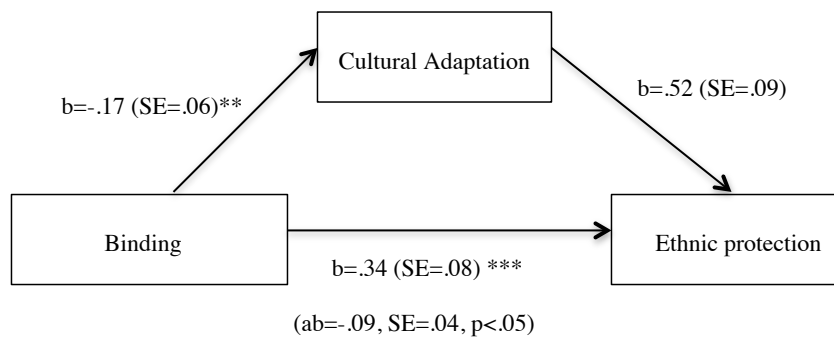 Cultural Adaptation
b=-.17 (SE=.06)**
b=.52 (SE=.09)
Binding
Ethnic protection
b=.34 (SE=.08) ***
(ab=-.09, SE=.04, p<.05)